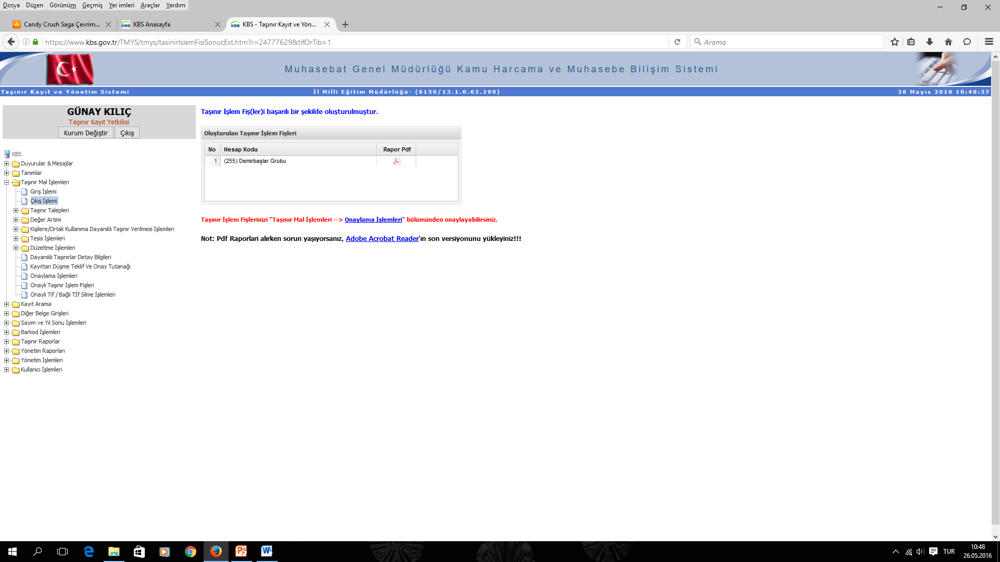 Dosya Düzen Görünüm Geçmiş Yer imleri Araçlar Yardım
Candy Crush Saga Çevrim...
KBS KBS Anasayfa
KBS KBS - Taşınır Kayıt ve Yön...
https://www.kbs.gov.tr/TMYS/tmys/tasinirIslemFisiSonucExt.htm?r=24777629&tifOrTib=1
Arama
Muhasebat Genel Müdürlüğü Kamu Harcama ve Muhasebe Bilişim Sistemi
Taşınır Kayıt ve Yönetim Sistemi
İl Milli Eğitim Müdürlüğü- (6150/13.1.0.62.290)
26 Mayıs 2016 10:48:37
GÜNAY KILIÇ
Taşınır Kayıt Yetkilisi
Kurum Değiştir Çıkış
KBS
Duyurular & Mesajlar
Tanımlar
Taşınır Mal İşlemleri
Giriş İşlemi
Çıkış İşlemi
Taşınır Talepleri
Değer Artımı
Kişilere/Ortak Kullanıma Dayanıklı Taşınır Verilmesi İşlemleri
Tesis İşlemleri
Düzeltme İşlemleri
Dayanıklı Taşınırlar Detay Bilgileri
Kayıttan Düşme Teklif Ve Onay Tutanağı
Onaylama İşlemleri
Onaylı Taşınır İşlem Fişleri
Onaylı Tif / Bağlı Tİf Silme İşlemleri
Kayıt Arama
Diğer Belge Girişleri
Sayım ve Yıl Sonu İşlemleri
Barkod İşlemleri
Taşınır Raporlar
Yönetim Raporları
Yönetim İşlemleri
Kullanıcı İşlemleri
Taşınır İşlem Fiş(ler)i başarılı bir şekilde oluşturulmuştur.
Oluşturulan Taşınır İşlem Fişleri
No Hesap Kodu Rapor Pdf
1 (255) Demirbaşlar Grubu
Taşınır İşlem Fişlerinizi "Taşınır Mal İşlemleri --> Onaylama İşlemleri" bölümünden onaylayabilirsiniz.
Not: Pdf Raporlari alırken sorun yaşıyorsanız, Adobe Acrobat Reader'ın son versiyonunu yükleyiniz!!!
TUR
10:48
26.05.2016